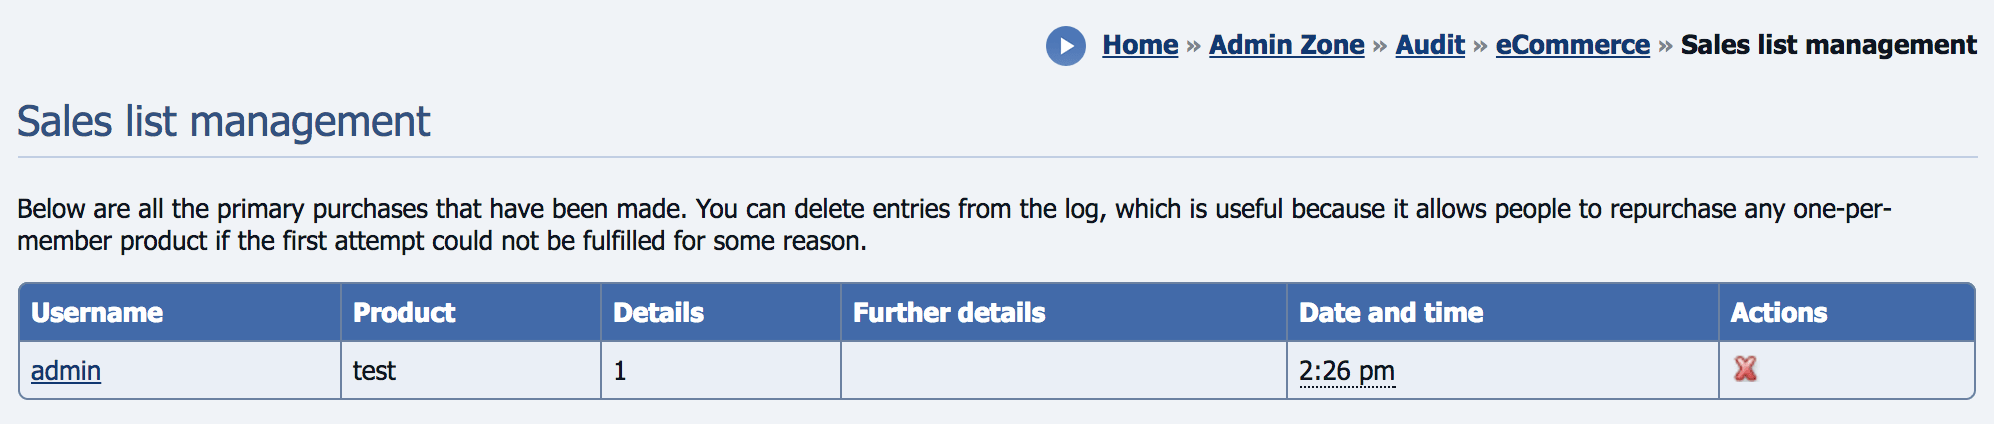 Home » Admin Zone » Audit » eCommerce » Sales list management
Sales list management
Below are all the primary purchases that have been made. You can delete entries from the log, which is useful because it allows people to repurchase any one-per-
member product if the first attempt could not be fulfilled for some reason.
Username Product Details Further details Date and time Actions
admin test 1 2:26 pm